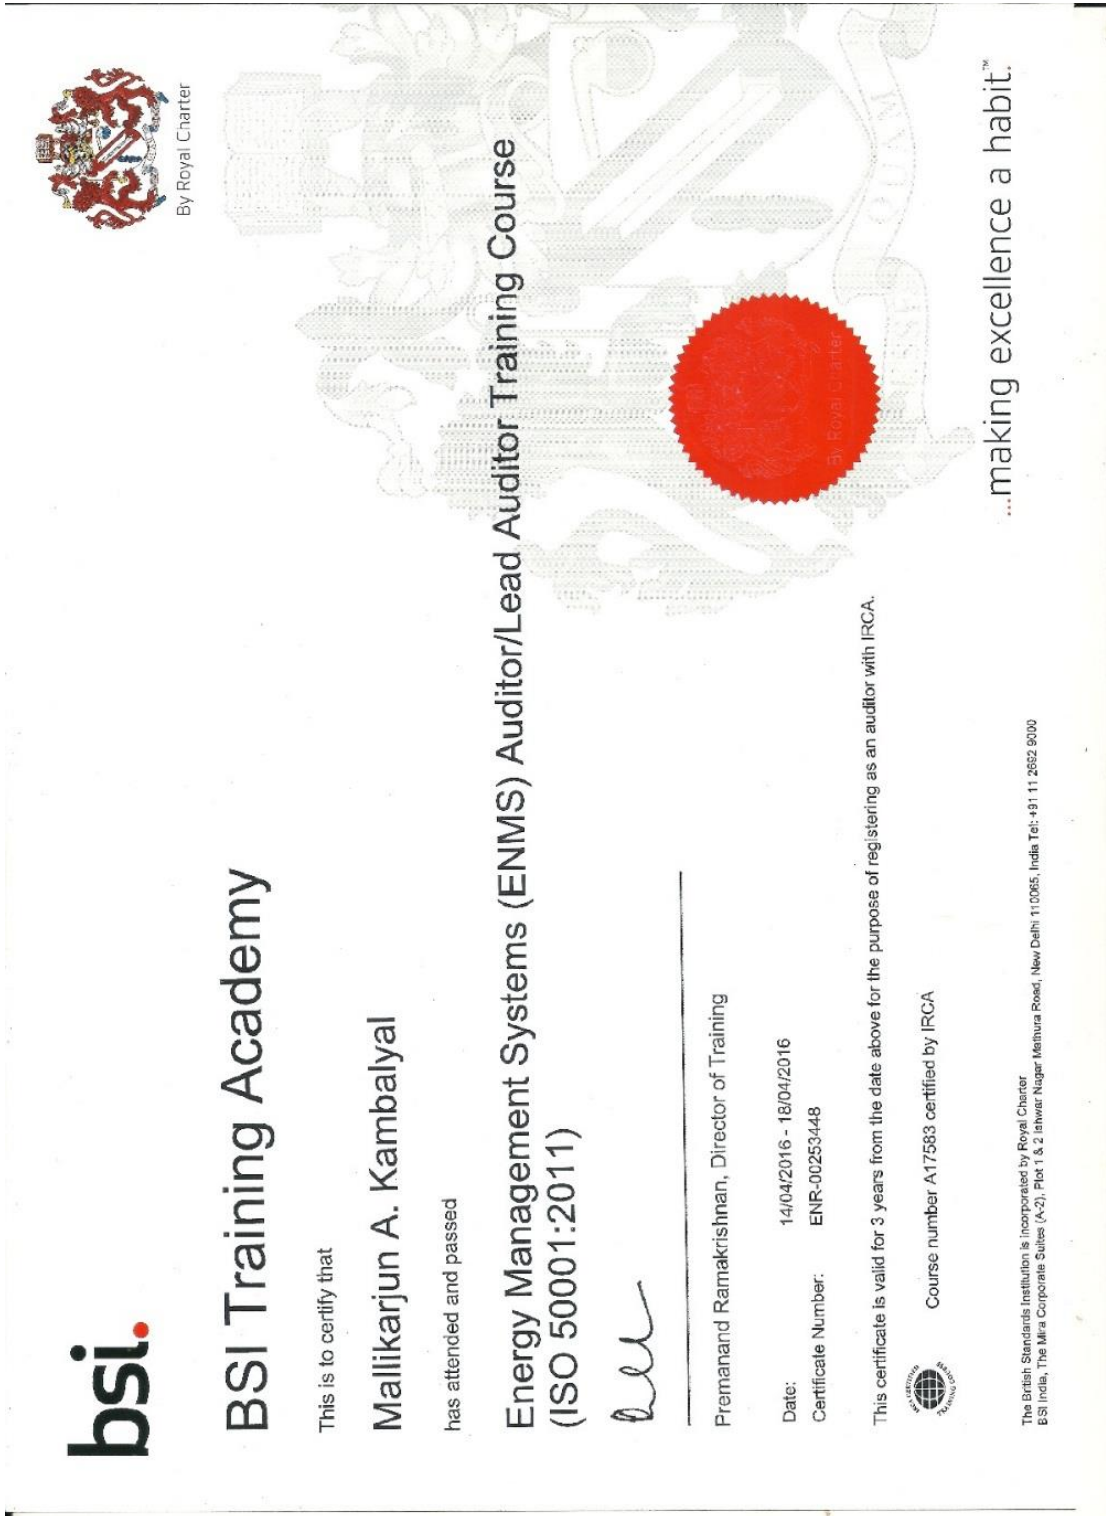 bsi.
By Royal Charter
BSI Training Academy
This is to certify that
Mallikarjun A. Kambalyal
has attended and passed
Energy Management Systems (ENMS) Auditor/Lead Auditor Training Course
(ISO 50001:2011)
Premanand Ramakrishnan, Director of Training
Date: 14/04/2016 - 18/04/2016
Certificate Number: ENR-00253448
This certificate is valid for 3 years from the date above for the purpose of registering as an auditor with IRCA.
Course number A17583 certified by IRCA
By Royal Charter
The British Standards Institution is incorporated by Royal Charter
BSI India, The Mira Corporate Suites (A-2), Plot 1 & 2 Ishwar Nagar Mathura Road, New Delhi 110065, India Tel: +91 11 2692 9000
...making excellence a habit.™